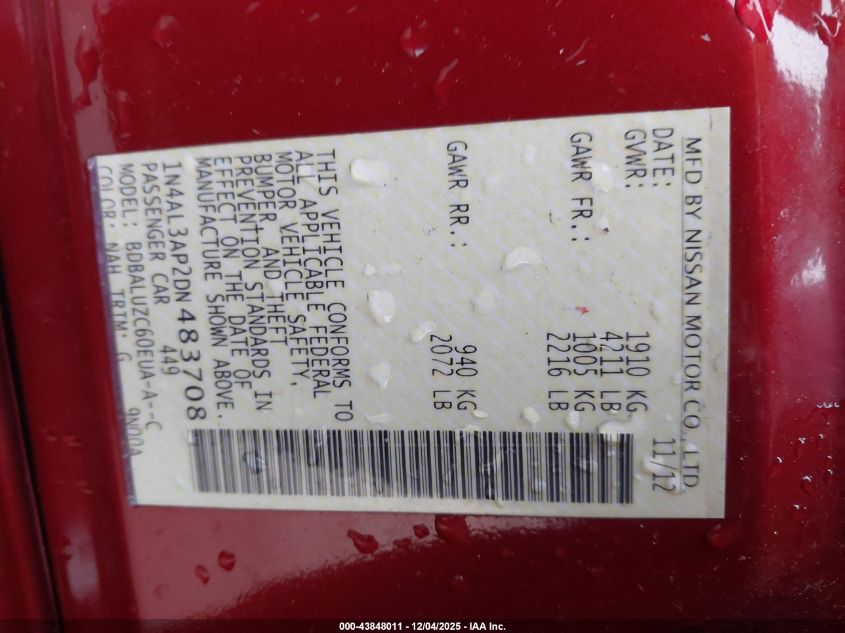 MFD BY NISSAN MOTOR CO., LTD.
DATE: 11/12
GVWR: 1910 KG
4211 LB
GAWR FR.: 1005 KG
2216 LB
GAWR RR.: 940 KG
2072 LB
THIS VEHICLE CONFORMS TO
ALL APPLICABLE FEDERAL
MOTOR VEHICLE SAFETY,
BUMPER, AND THEFT
PREVENTION STANDARDS IN
EFFECT ON THE DATE OF
MANUFACTURE SHOWN ABOVE.
1N4AL3AP2DN483708
PASSENGER CAR 449
MODEL: BDBALUZC60EUA-A--C
COLOR: NAH TRIM: G 9N00A
000-43848011 - 12/04/2025 - IAA Inc.